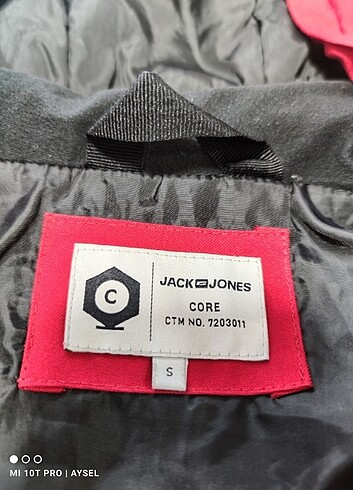 C
JACK JONES
CORE
CTM NO. 7203011
S
MI 10T PRO | AYSEL